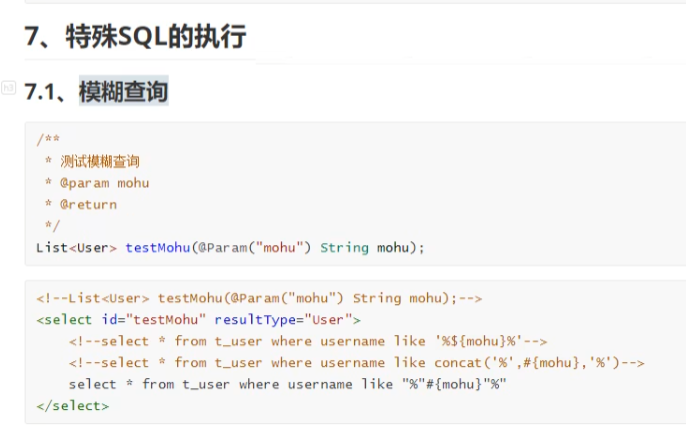 7、特殊SQL的执行
h3
7.1、模糊查询
/**
 * 测试模糊查询
 * @param mohu
 * @return
 */
List<User> testMohu(@Param("mohu") String mohu);
<!--List<User> testMohu(@Param("mohu") String mohu);-->
<select id="testMohu" resultType="User">
    <!--select * from t_user where username like '%${mohu}%'-->
    <!--select * from t_user where username like concat('%',#{mohu},'%')-->
    select * from t_user where username like "%"#{mohu}"%"
</select>